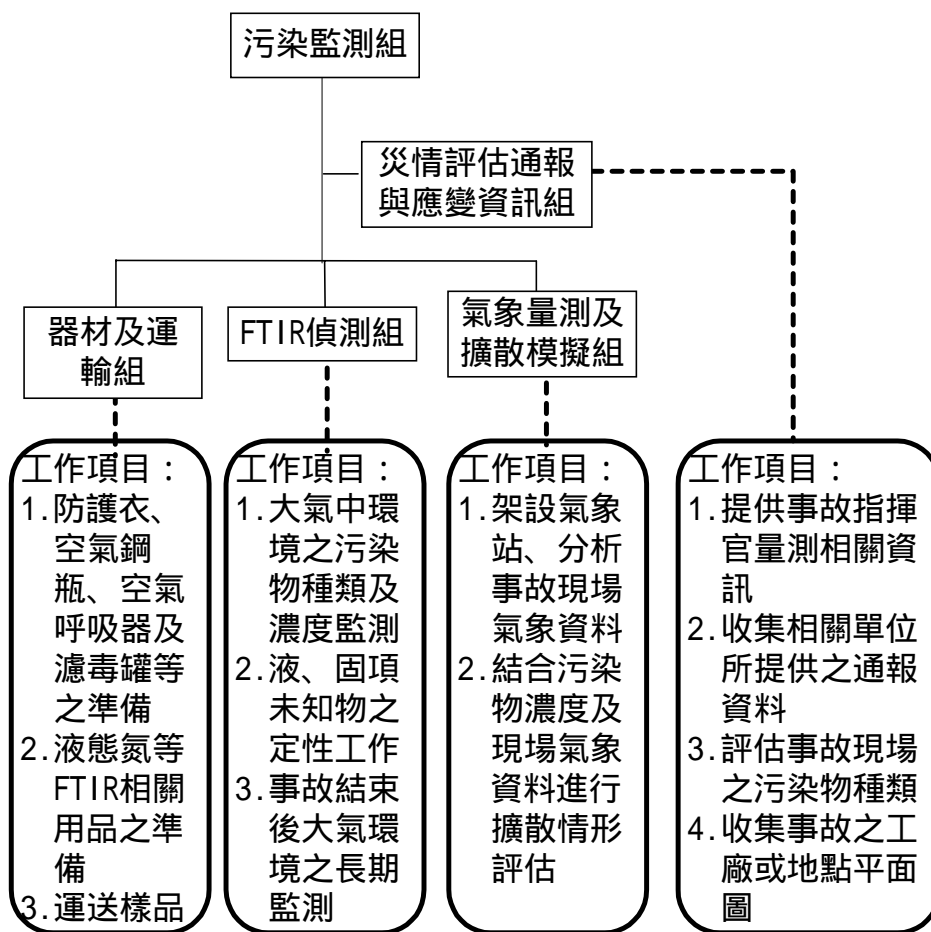 污染監測組
災情評估通報
與應變資訊組
器材及運
輸組
FTIR偵測組
氣象量測及
擴散模擬組
工作項目：
1.防護衣、
空氣鋼
瓶、空氣
呼吸器及
濾毒罐等
之準備
2.液態氮等
FTIR相關
用品之準
備
3.運送樣品
工作項目：
1.大氣中環
境之污染
物種類及
濃度監測
2.液、固項
未知物之
定性工作
3.事故結束
後大氣環
境之長期
監測
工作項目：
1.架設氣象
站、分析
事故現場
氣象資料
2.結合污染
物濃度及
現場氣象
資料進行
擴散情形
評估
工作項目：
1.提供事故指揮
官量測相關資
訊
2.收集相關單位
所提供之通報
資料
3.評估事故現場
之污染物種類
4.收集事故之工
廠或地點平面
圖